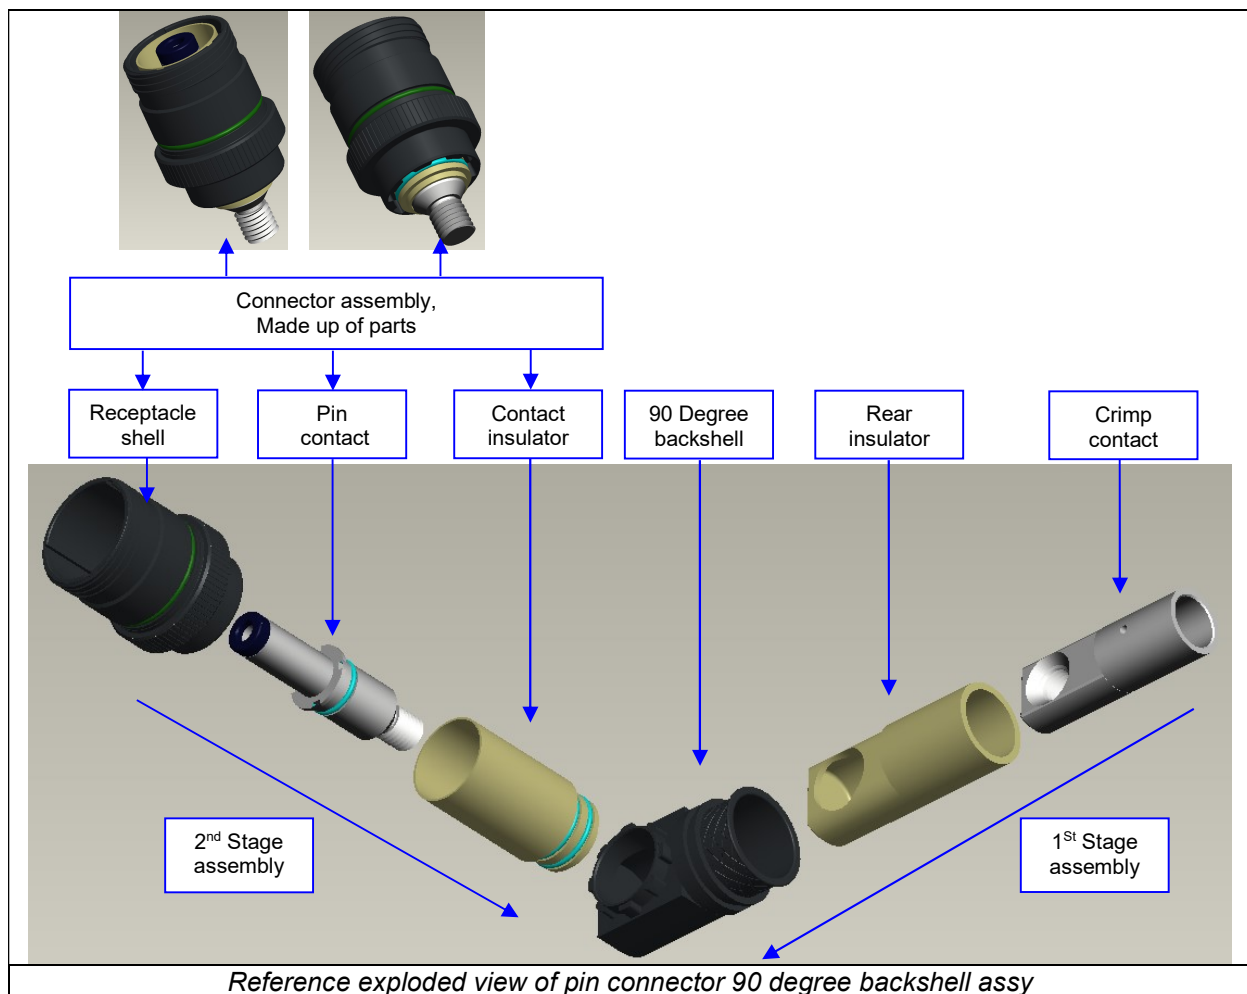 Connector assembly,
Made up of parts
Receptacle
shell
Pin
contact
Contact
insulator
90 Degree
backshell
Rear
insulator
Crimp
contact
2nd Stage
assembly
1St Stage
assembly
Reference exploded view of pin connector 90 degree backshell assy